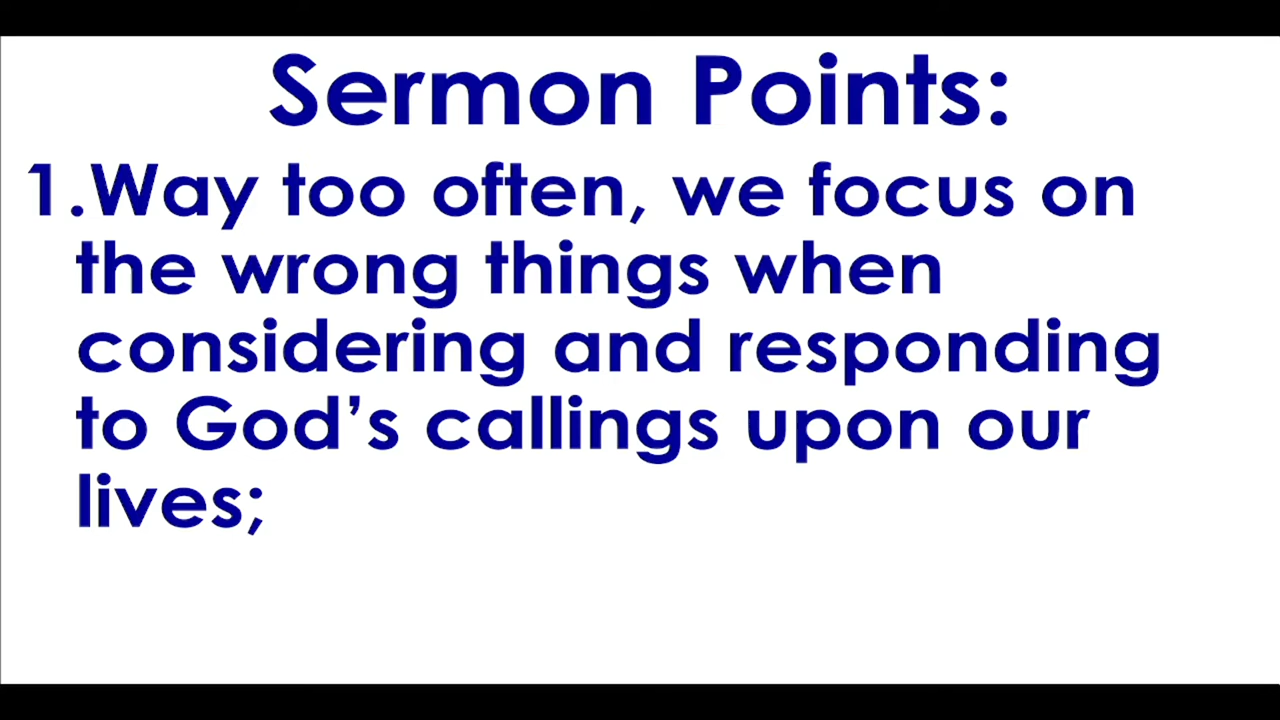 Sermon Points:
1.Way too often, we focus on
the wrong things when
considering and responding
to God’s callings upon our
lives;